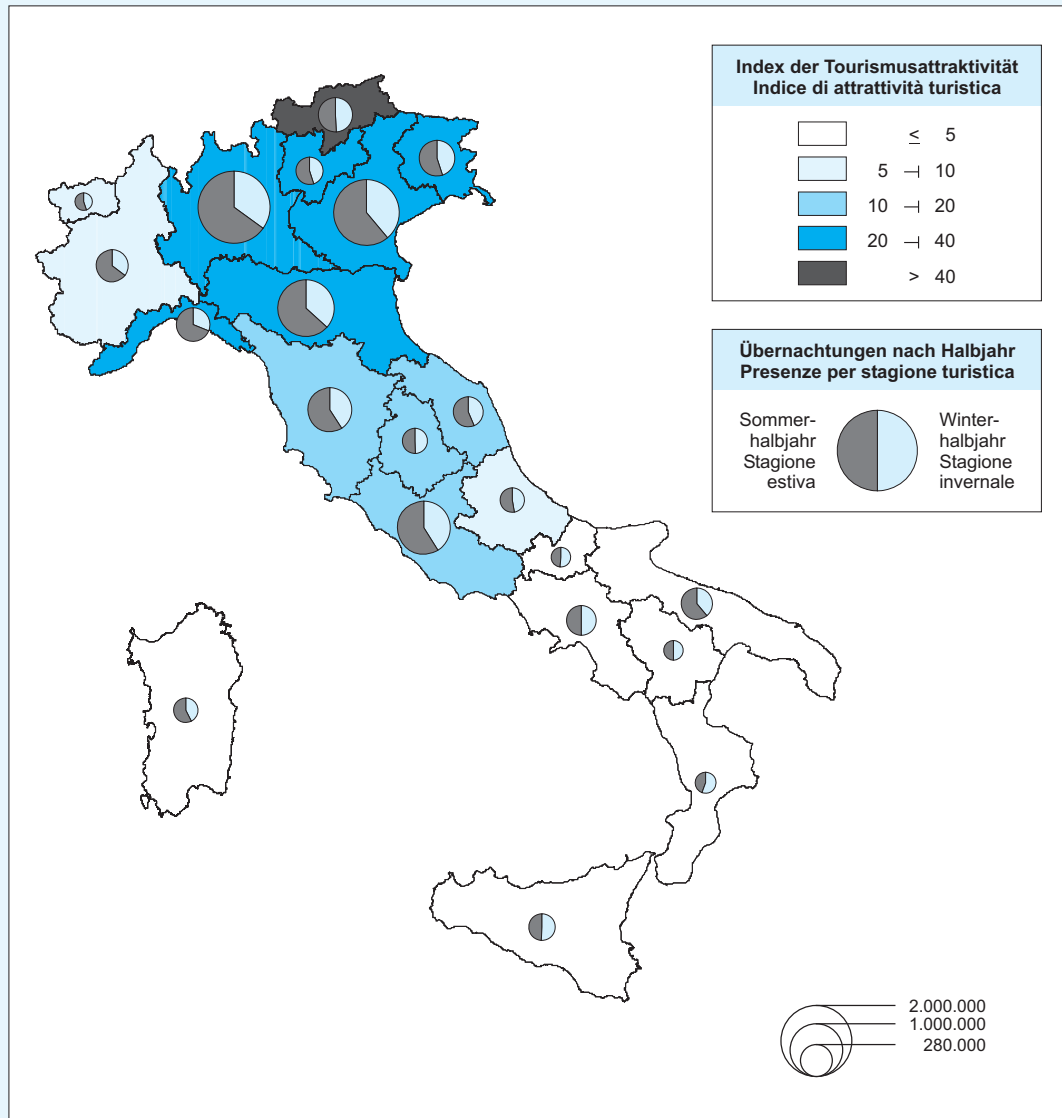 Index der Tourismusattraktivität
Indice di attrattività turistica
≤ 5
5 ⊣ 10
10 ⊣ 20
20 ⊣ 40
> 40
Übernachtungen nach Halbjahr
Presenze per stagione turistica
Sommer-
halbjahr
Stagione
estiva
Winter-
halbjahr
Stagione
invernale
2.000.000
1.000.000
280.000